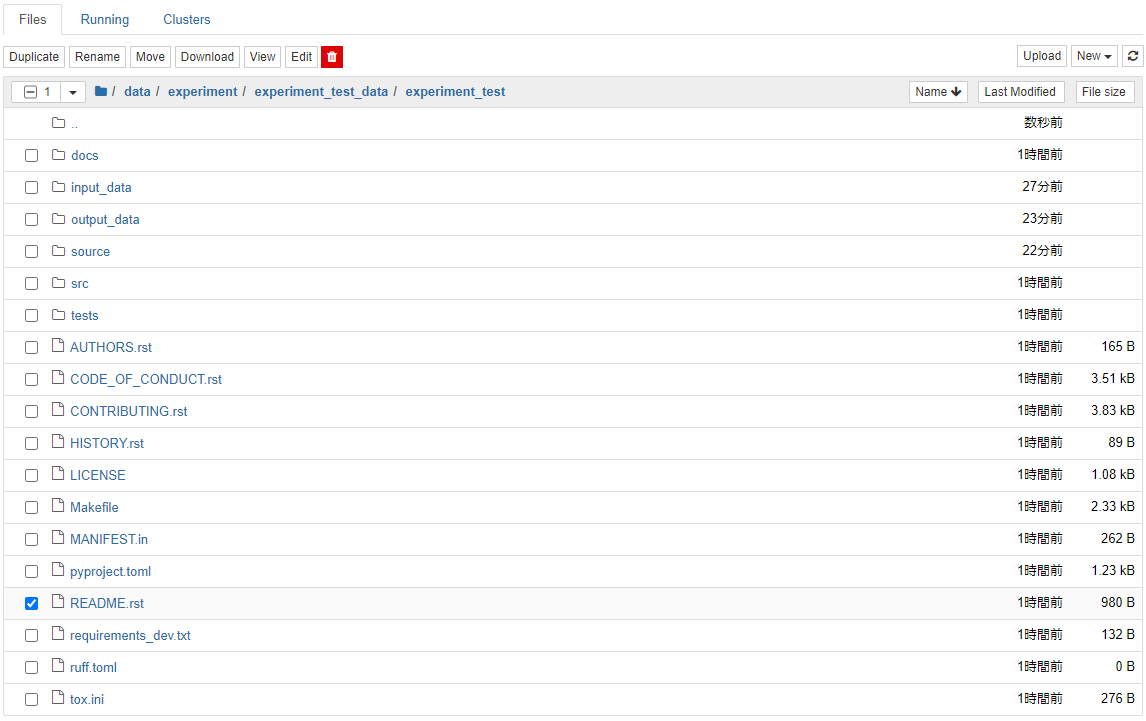 Files Running Clusters
Duplicate Rename Move Download View Edit Upload New
1 / data / experiment / experiment_test_data / experiment_test Name Last Modified File size
.. 数秒前
docs 1時間前
input_data 27分前
output_data 23分前
source 22分前
src 1時間前
tests 1時間前
AUTHORS.rst 1時間前 165 B
CODE_OF_CONDUCT.rst 1時間前 3.51 kB
CONTRIBUTING.rst 1時間前 3.83 kB
HISTORY.rst 1時間前 89 B
LICENSE 1時間前 1.08 kB
Makefile 1時間前 2.33 kB
MANIFEST.in 1時間前 262 B
pyproject.toml 1時間前 1.23 kB
README.rst 1時間前 980 B
requirements_dev.txt 1時間前 132 B
ruff.toml 1時間前 0 B
tox.ini 1時間前 276 B